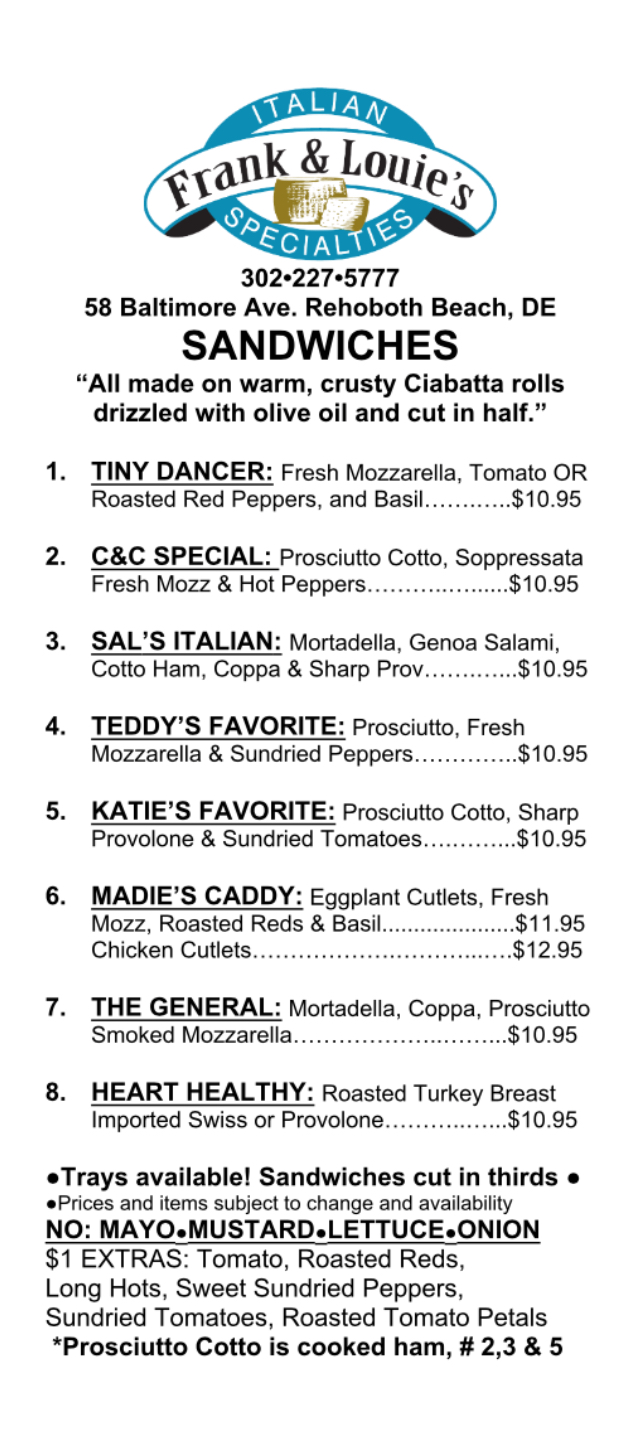 ITALIAN
Frank & Louie's
SPECIALTIES
302•227•5777
58 Baltimore Ave. Rehoboth Beach, DE
SANDWICHES
“All made on warm, crusty Ciabatta rolls
drizzled with olive oil and cut in half.”
1. TINY DANCER: Fresh Mozzarella, Tomato OR
Roasted Red Peppers, and Basil…….…..$10.95
2. C&C SPECIAL: Prosciutto Cotto, Soppressata
Fresh Mozz & Hot Peppers………..…......$10.95
3. SAL’S ITALIAN: Mortadella, Genoa Salami,
Cotto Ham, Coppa & Sharp Prov…….…...$10.95
4. TEDDY’S FAVORITE: Prosciutto, Fresh
Mozzarella & Sundried Peppers…………..$10.95
5. KATIE’S FAVORITE: Prosciutto Cotto, Sharp
Provolone & Sundried Tomatoes….……...$10.95
6. MADIE’S CADDY: Eggplant Cutlets, Fresh
Mozz, Roasted Reds & Basil.....................$11.95
Chicken Cutlets……………….………...….$12.95
7. THE GENERAL: Mortadella, Coppa, Prosciutto
Smoked Mozzarella………………..……...$10.95
8. HEART HEALTHY: Roasted Turkey Breast
Imported Swiss or Provolone………..…...$10.95
●Trays available! Sandwiches cut in thirds ●
●Prices and items subject to change and availability
NO: MAYO●MUSTARD●LETTUCE●ONION
$1 EXTRAS: Tomato, Roasted Reds,
Long Hots, Sweet Sundried Peppers,
Sundried Tomatoes, Roasted Tomato Petals
*Prosciutto Cotto is cooked ham, # 2,3 & 5